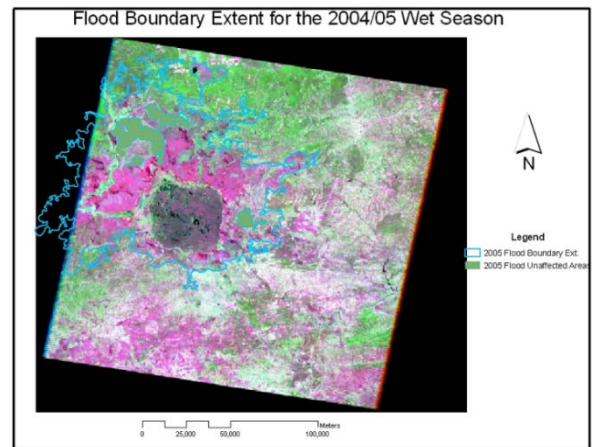 Flood Boundary Extent for the 2004/05 Wet Season
N
Legend
2005 Flood Boundary Ext.
2005 Flood Unaffected Areas
Meters
0 25,000 50,000 100,000